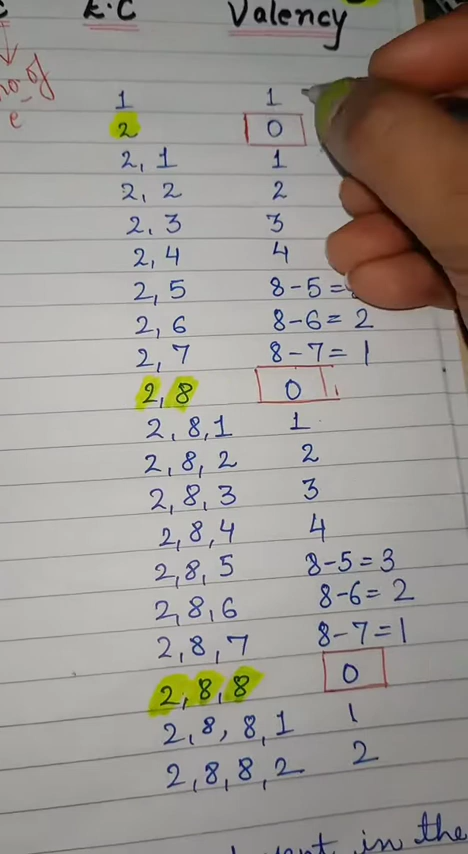 E.C Valency
no. of
e⁻
1 1
2 0
2, 1 1
2, 2 2
2, 3 3
2, 4 4
2, 5 8-5=
2, 6 8-6= 2
2, 7 8-7= 1
2, 8 0
2, 8, 1 1
2, 8, 2 2
2, 8, 3 3
2, 8, 4 4
2, 8, 5 8-5=3
2, 8, 6 8-6= 2
2, 8, 7 8-7=1
2, 8, 8 0
2, 8, 8, 1 1
2, 8, 8, 2 2
in the